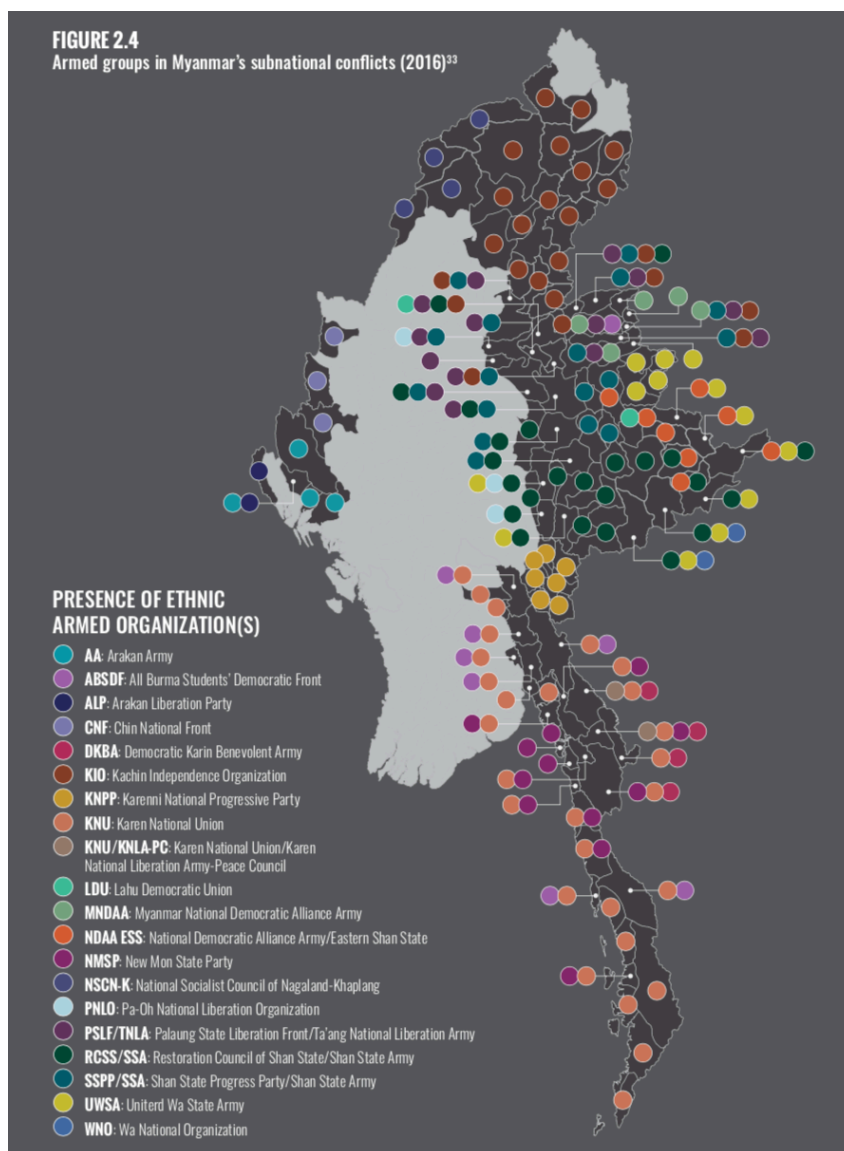 FIGURE 2.4
Armed groups in Myanmar's subnational conflicts (2016)³³
PRESENCE OF ETHNIC
ARMED ORGANIZATION(S)
AA: Arakan Army
ABSDF: All Burma Students' Democratic Front
ALP: Arakan Liberation Party
CNF: Chin National Front
DKBA: Democratic Karin Benevolent Army
KIO: Kachin Independence Organization
KNPP: Karenni National Progressive Party
KNU: Karen National Union
KNU/KNLA-PC: Karen National Union/Karen
National Liberation Army-Peace Council
LDU: Lahu Democratic Union
MNDAA: Myanmar National Democratic Alliance Army
NDAA ESS: National Democratic Alliance Army/Eastern Shan State
NMSP: New Mon State Party
NSCN-K: National Socialist Council of Nagaland-Khaplang
PNLO: Pa-Oh National Liberation Organization
PSLF/TNLA: Palaung State Liberation Front/Ta'ang National Liberation Army
RCSS/SSA: Restoration Council of Shan State/Shan State Army
SSPP/SSA: Shan State Progress Party/Shan State Army
UWSA: Uniterd Wa State Army
WNO: Wa National Organization